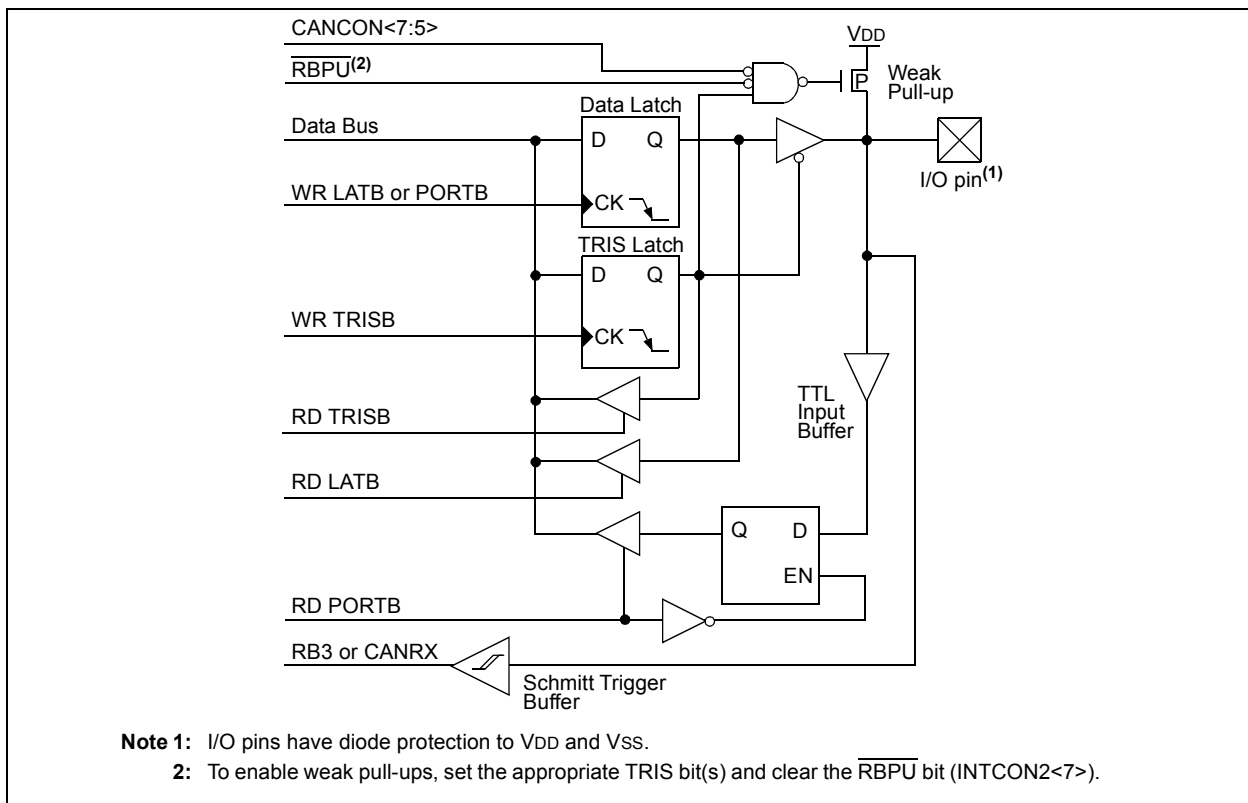 CANCON<7:5>
VDD
RBPU(2)
Weak
Pull-up
P
Data Latch
Data Bus
D Q
I/O pin(1)
WR LATB or PORTB
CK
TRIS Latch
D Q
WR TRISB
CK
TTL
Input
Buffer
RD TRISB
RD LATB
Q D
EN
RD PORTB
RB3 or CANRX
Schmitt Trigger
Buffer
Note 1: I/O pins have diode protection to VDD and VSS.
2: To enable weak pull-ups, set the appropriate TRIS bit(s) and clear the RBPU bit (INTCON2<7>).